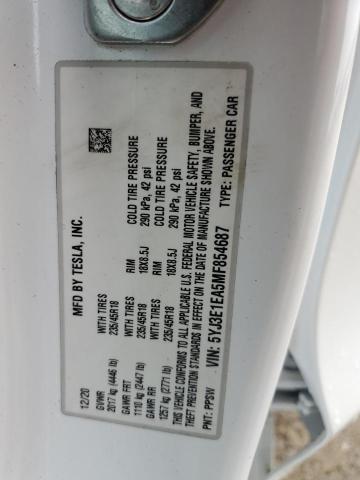 MFD BY TESLA, INC.
12/20
GVWR
2017 kg (4446 lb)
WITH TIRES
235/45R18
RIM
18X8.5J
COLD TIRE PRESSURE
290 kPa, 42 psi
GAWR FRT
1110 kg (2447 lb)
WITH TIRES
235/45R18
RIM
18X8.5J
COLD TIRE PRESSURE
290 kPa, 42 psi
GAWR RR
1257 kg (2771 lb)
WITH TIRES
235/45R18
THIS VEHICLE CONFORMS TO ALL APPLICABLE U.S. FEDERAL MOTOR VEHICLE SAFETY, BUMPER, AND
THEFT PREVENTION STANDARDS IN EFFECT ON THE DATE OF MANUFACTURE SHOWN ABOVE.
VIN: 5YJ3E1EA5MF854687
PNT: PPSW
TYPE: PASSENGER CAR